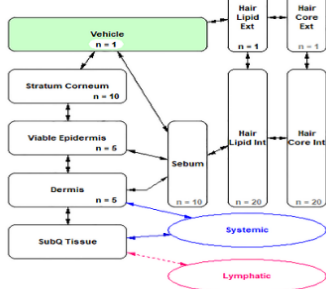 Hair
Lipid
Ext
n = 1
Hair
Core
Ext
n = 1
Vehicle
n = 1
Stratum Corneum
n = 10
Viable Epidermis
n = 5
Dermis
n = 5
SubQ Tissue
Sebum
n = 10
Hair
Lipid Int
n = 20
Hair
Core Int
n = 20
Systemic
Lymphatic